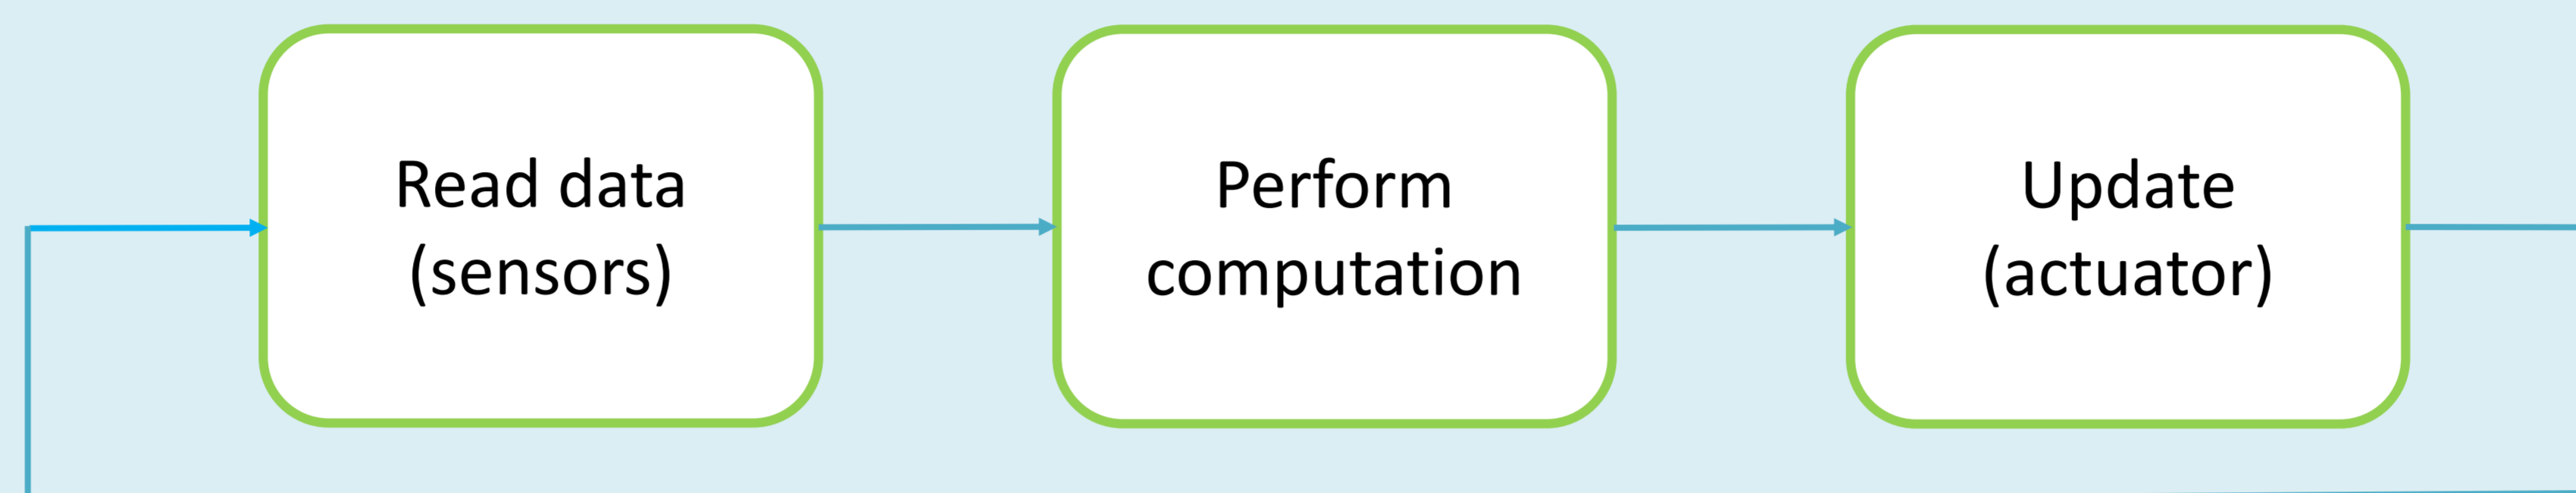 Read data
(sensors)
Perform
computation
Update
(actuator)